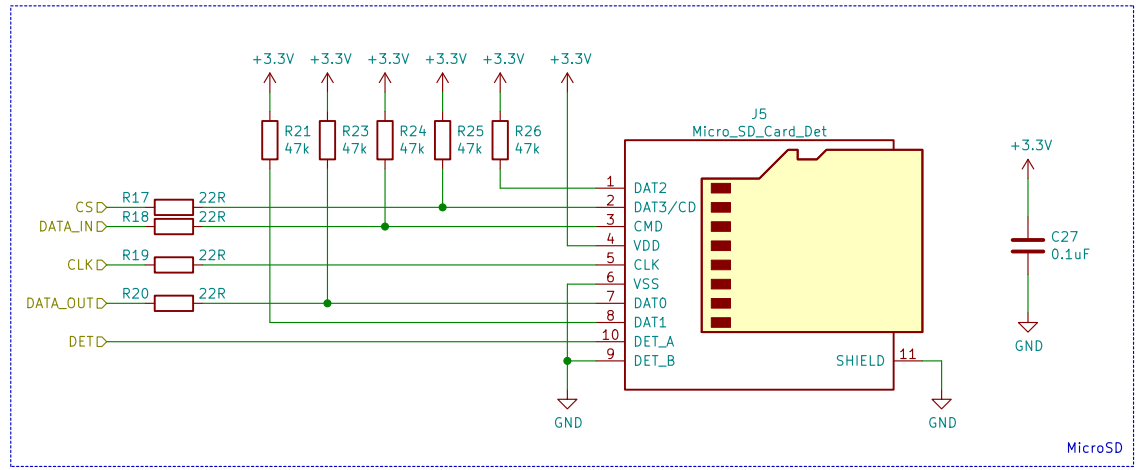 +3.3V +3.3V +3.3V +3.3V +3.3V +3.3V
R21 R23 R24 R25 R26
47k 47k 47k 47k 47k
J5
Micro_SD_Card_Det
+3.3V
C27
0.1uF
GND
1 DAT2
CS R17 22R 2 DAT3/CD
DATA_IN R18 22R 3 CMD
4 VDD
CLK R19 22R 5 CLK
6 VSS
DATA_OUT R20 22R 7 DAT0
8 DAT1
DET 10 DET_A
9 DET_B
SHIELD 11
GND
GND
MicroSD